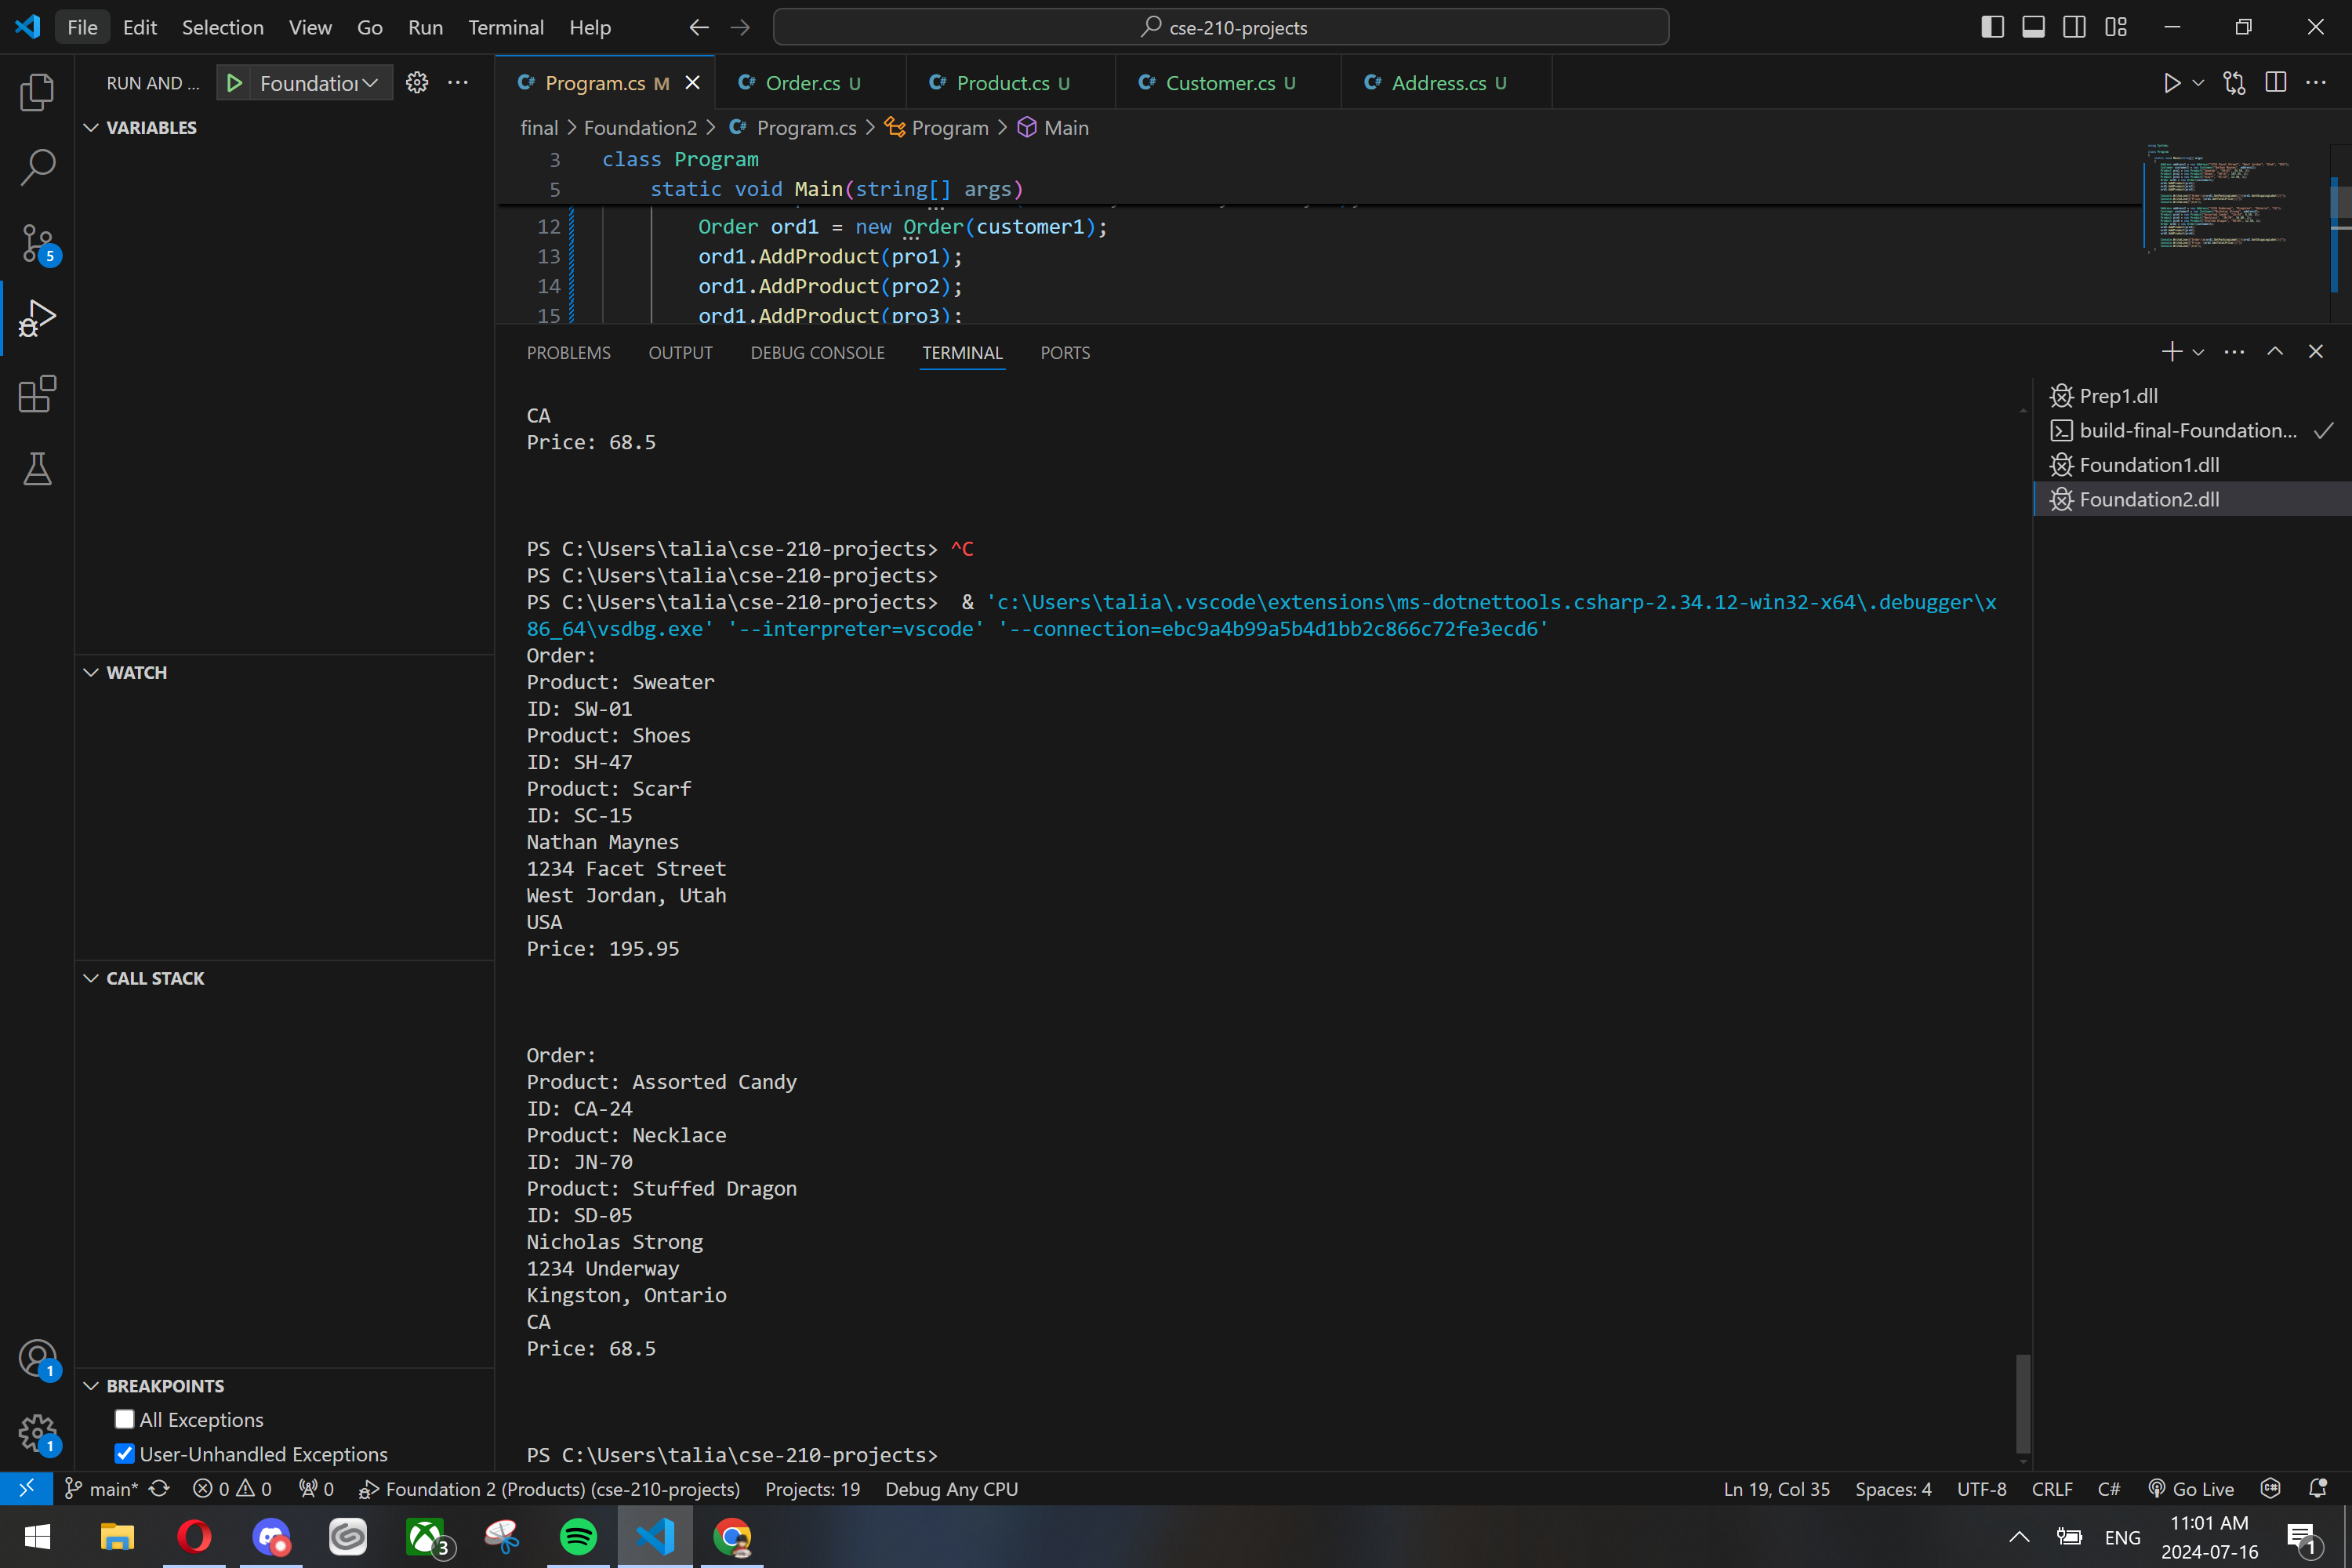 File Edit Selection View Go Run Terminal Help
cse-210-projects
RUN AND ...
Foundation
Program.cs M
Order.cs U
Product.cs U
Customer.cs U
Address.cs U
VARIABLES
final > Foundation2 > Program.cs > Program > Main
3 class Program
5 static void Main(string[] args)
12 Order ord1 = new Order(customer1);
13 ord1.AddProduct(pro1);
14 ord1.AddProduct(pro2);
15 ord1.AddProduct(pro3);
PROBLEMS OUTPUT DEBUG CONSOLE TERMINAL PORTS
Prep1.dll
build-final-Foundation...
Foundation1.dll
Foundation2.dll
CA
Price: 68.5
PS C:\Users\talia\cse-210-projects> ^C
PS C:\Users\talia\cse-210-projects>
PS C:\Users\talia\cse-210-projects> & 'c:\Users\talia\.vscode\extensions\ms-dotnettools.csharp-2.34.12-win32-x64\.debugger\x
86_64\vsdbg.exe' '--interpreter=vscode' '--connection=ebc9a4b99a5b4d1bb2c866c72fe3ecd6'
Order:
Product: Sweater
ID: SW-01
Product: Shoes
ID: SH-47
Product: Scarf
ID: SC-15
Nathan Maynes
1234 Facet Street
West Jordan, Utah
USA
Price: 195.95
Order:
Product: Assorted Candy
ID: CA-24
Product: Necklace
ID: JN-70
Product: Stuffed Dragon
ID: SD-05
Nicholas Strong
1234 Underway
Kingston, Ontario
CA
Price: 68.5
PS C:\Users\talia\cse-210-projects>
WATCH
CALL STACK
BREAKPOINTS
All Exceptions
User-Unhandled Exceptions
5
1
1
main* 0 0 0 Foundation 2 (Products) (cse-210-projects) Projects: 19 Debug Any CPU
Ln 19, Col 35 Spaces: 4 UTF-8 CRLF C# Go Live
3
ENG
11:01 AM
2024-07-16
1